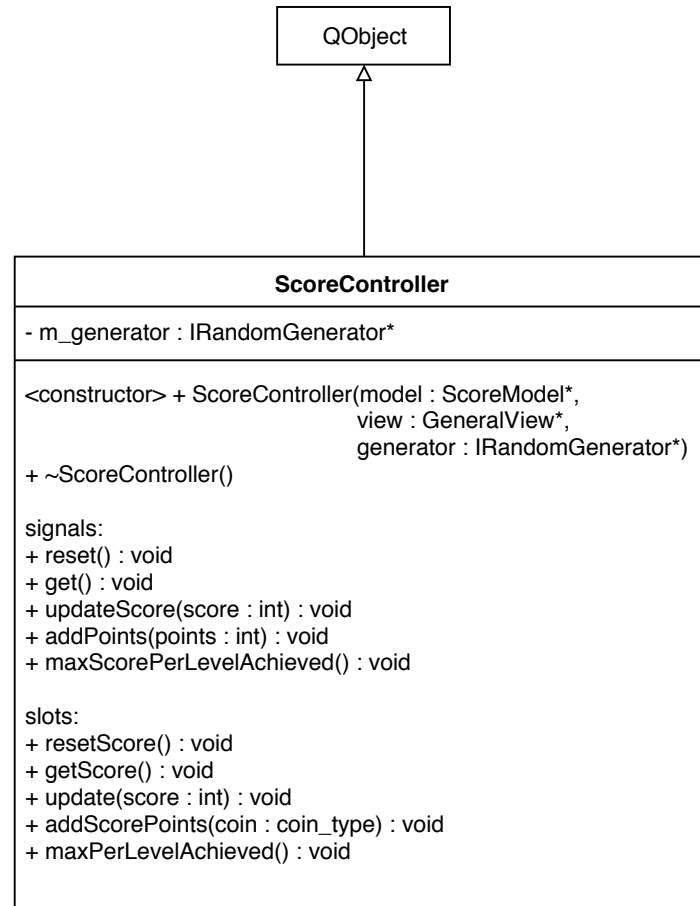 QObject
ScoreController
- m_generator : IRandomGenerator*
<constructor> + ScoreController(model : ScoreModel*,
view : GeneralView*,
generator : IRandomGenerator*)
+ ~ScoreController()
signals:
+ reset() : void
+ get() : void
+ updateScore(score : int) : void
+ addPoints(points : int) : void
+ maxScorePerLevelAchieved() : void
slots:
+ resetScore() : void
+ getScore() : void
+ update(score : int) : void
+ addScorePoints(coin : coin_type) : void
+ maxPerLevelAchieved() : void